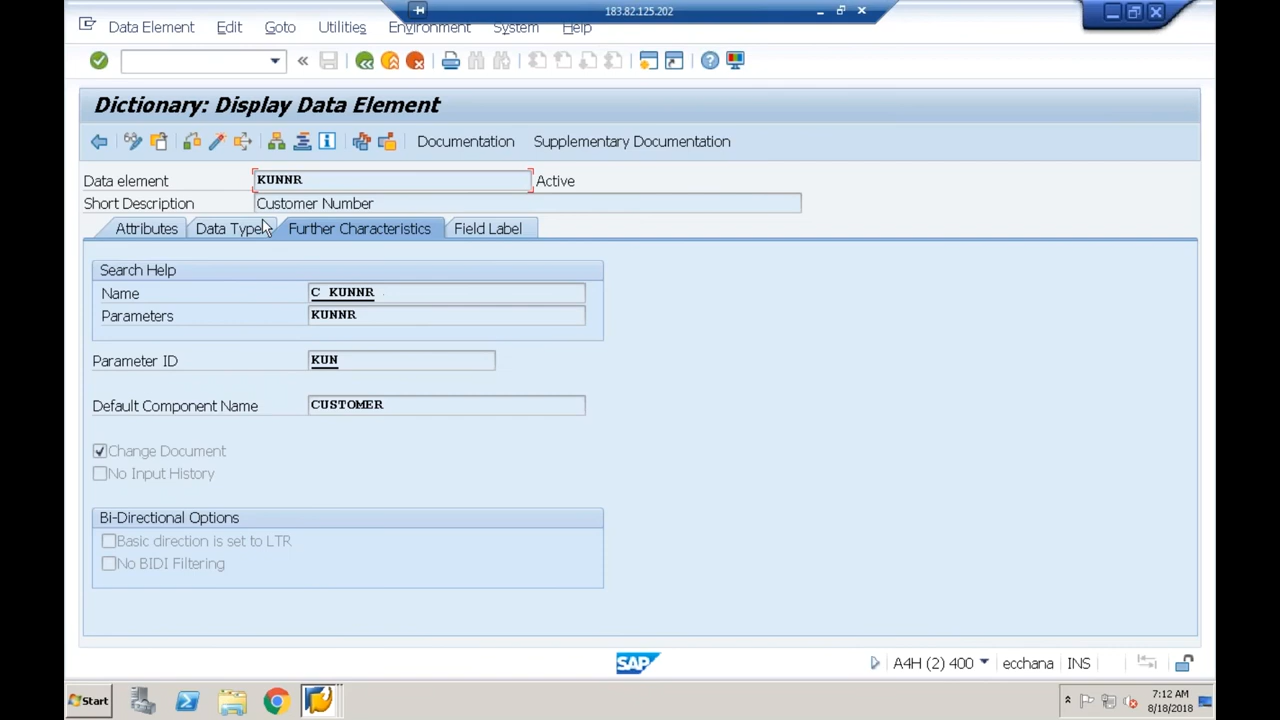 183.82.125.202
Data Element Edit Goto Utilities Environment System Help
Dictionary: Display Data Element
Documentation Supplementary Documentation
Data element KUNNR Active
Short Description Customer Number
Attributes Data Type Further Characteristics Field Label
Search Help
Name C_KUNNR
Parameters KUNNR
Parameter ID KUN
Default Component Name CUSTOMER
Change Document
No Input History
Bi-Directional Options
Basic direction is set to LTR
No BIDI Filtering
SAP A4H (2) 400 ecchana INS
Start 7:12 AM
8/18/2018